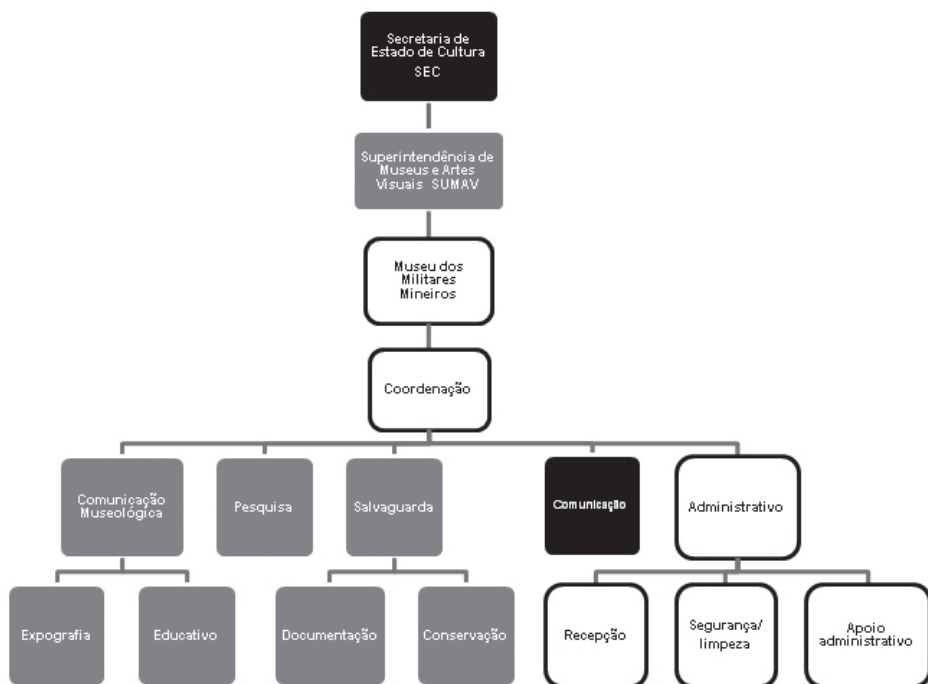 Secretaria de
Estado de Cultura
SEC
Superintendência de
Museus e Artes
Visuais SUMAV
Museu dos
Militares
Mineiros
Coordenação
Comunicação
Museológica
Pesquisa
Salvaguarda
Comunicação
Administrativo
Expografia
Educativo
Documentação
Conservação
Recepção
Segurança/
limpeza
Apoio
administrativo